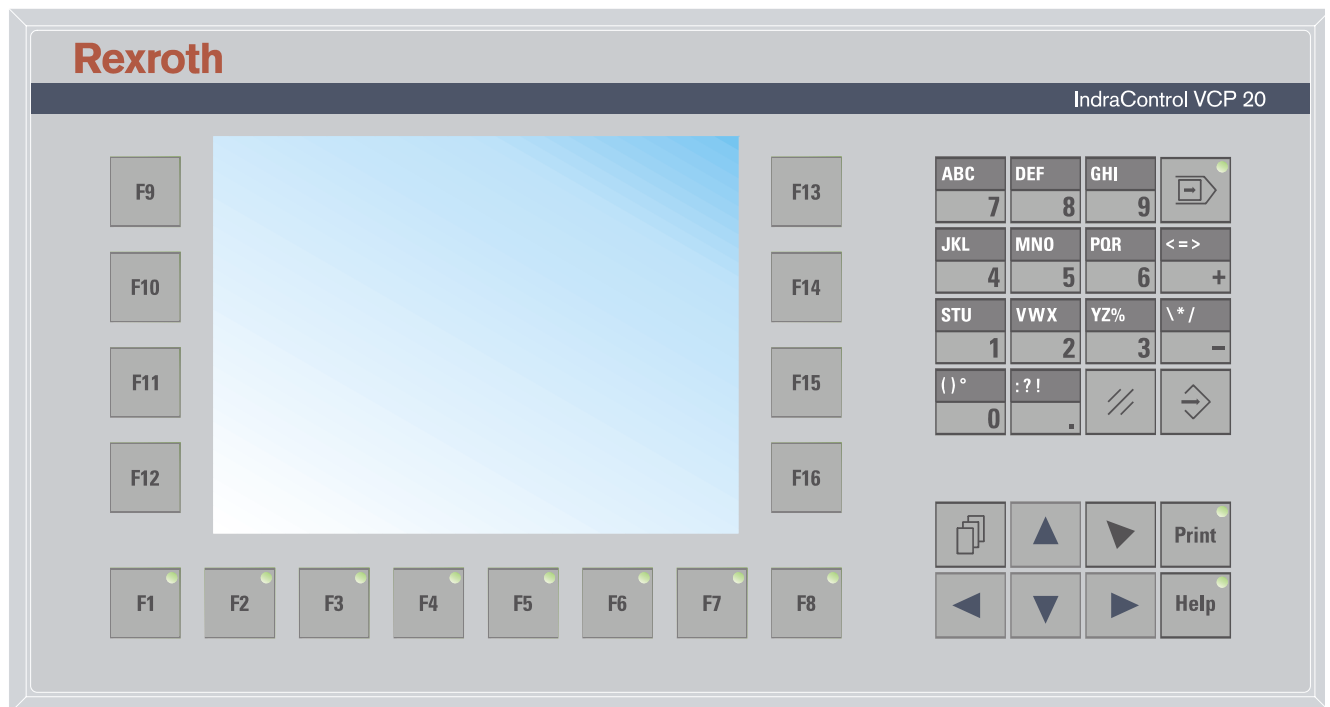 Rexroth
IndraControl VCP 20
F9
F10
F11
F12
F13
F14
F15
F16
F1 F2 F3 F4 F5 F6 F7 F8
ABC DEF GHI
7 8 9
JKL MNO PQR <=>
4 5 6 +
STU VWX YZ% \*/
1 2 3 −
()° :?!
0 .
Print
Help